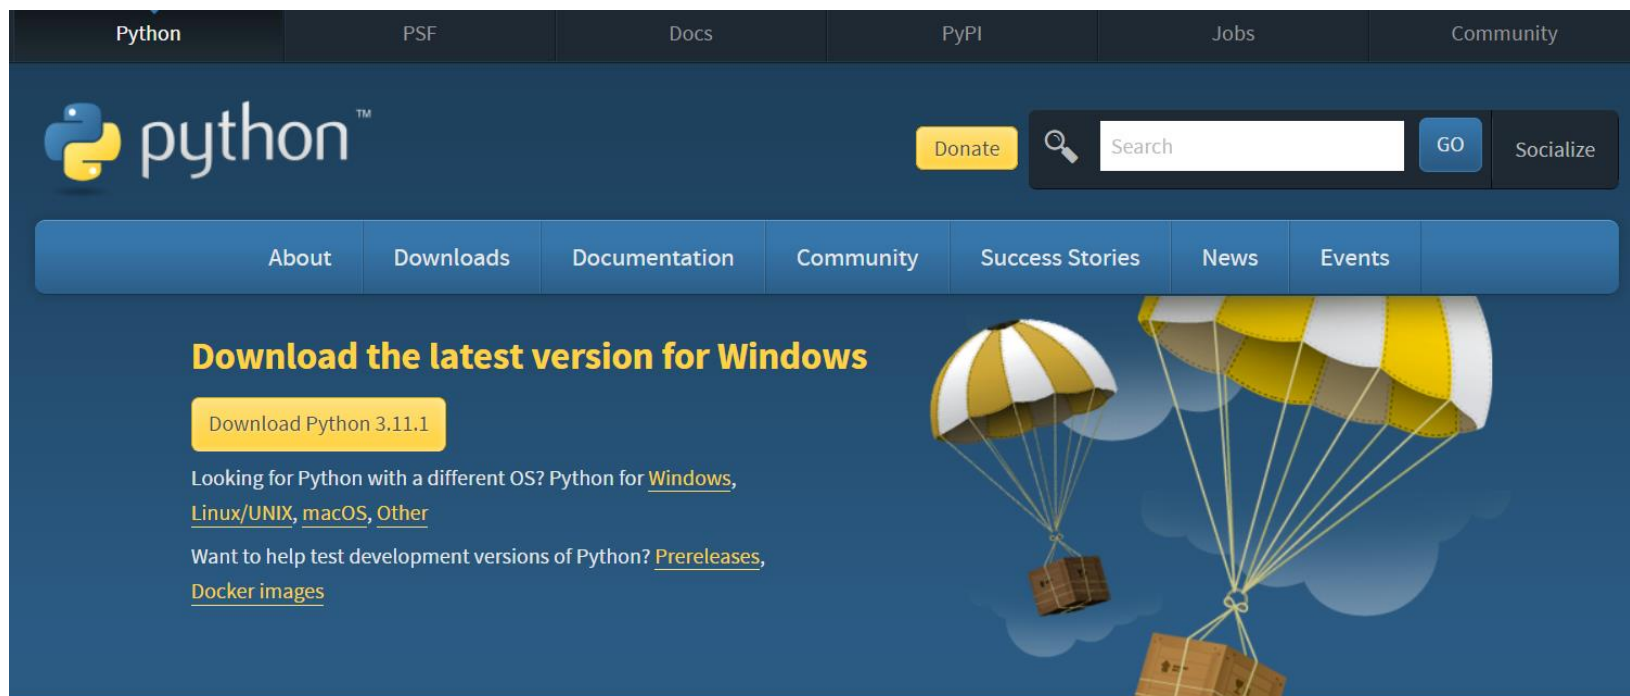 Python PSF Docs PyPI Jobs Community
python™
Donate Search GO Socialize
About Downloads Documentation Community Success Stories News Events
Download the latest version for Windows
Download Python 3.11.1
Looking for Python with a different OS? Python for Windows,
Linux/UNIX, macOS, Other
Want to help test development versions of Python? Prereleases,
Docker images